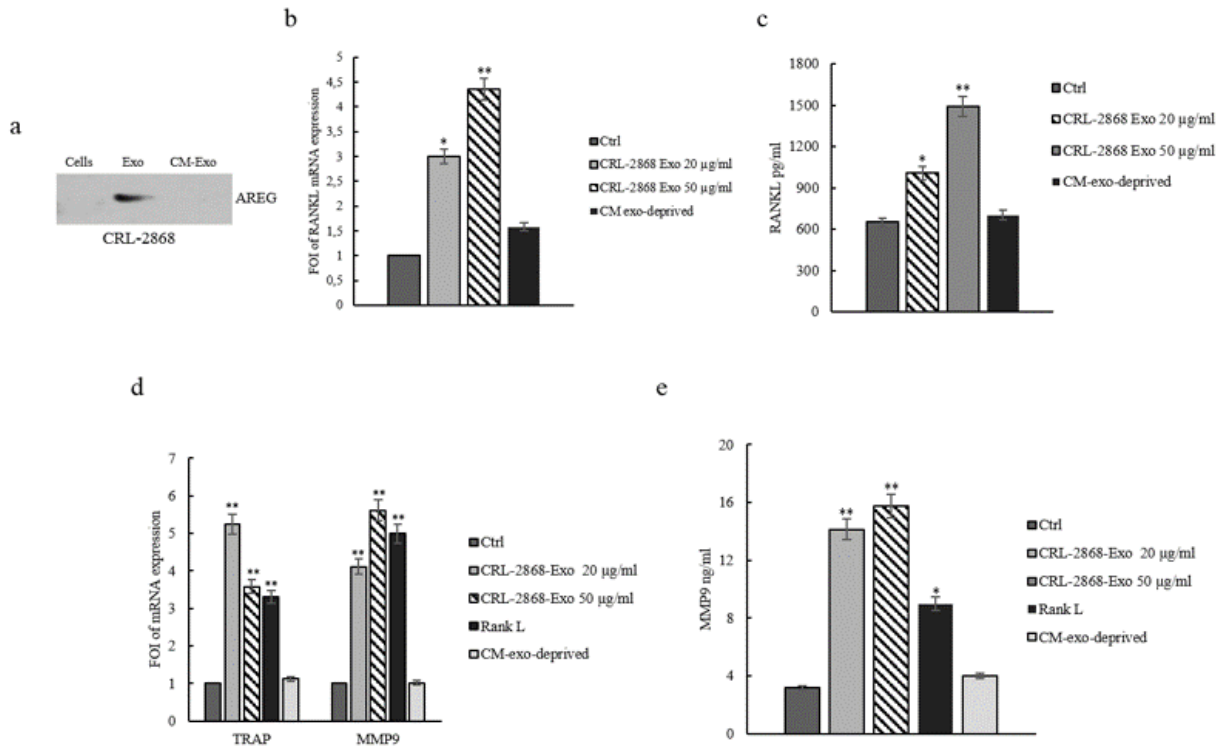 a
Cells Exo CM-Exo
AREG
CRL-2868
b
FOI of RANKL mRNA expression
5
4,5
4
3,5
3
2,5
2
1,5
1
0,5
0
*
**
Ctrl
CRL-2868 Exo 20 µg/ml
CRL-2868 Exo 50 µg/ml
CM exo-deprived
c
RANKL pg/ml
1800
1500
1200
900
600
300
0
*
**
Ctrl
CRL-2868 Exo 20 µg/ml
CRL-2868 Exo 50 µg/ml
CM-exo-deprived
d
FOI of mRNA expression
7
6
5
4
3
2
1
0
**
**
**
**
**
**
TRAP MMP9
Ctrl
CRL-2868-Exo 20 µg/ml
CRL-2868-Exo 50 µg/ml
Rank L
CM-exo-deprived
e
MMP9 ng/ml
20
16
12
8
4
0
**
**
*
Ctrl
CRL-2868-Exo 20 µg/ml
CRL-2868-Exo 50 µg/ml
Rank L
CM-exo-deprived